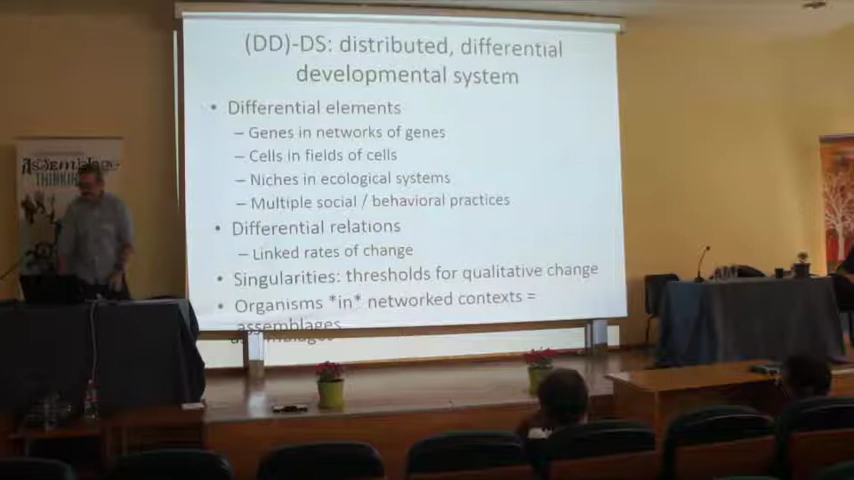 (DD)-DS: distributed, differential
developmental system
• Differential elements
– Genes in networks of genes
– Cells in fields of cells
– Niches in ecological systems
– Multiple social / behavioral practices
• Differential relations
– Linked rates of change
• Singularities: thresholds for qualitative change
• Organisms *in* networked contexts =
assemblages
Assemblage
THINKING